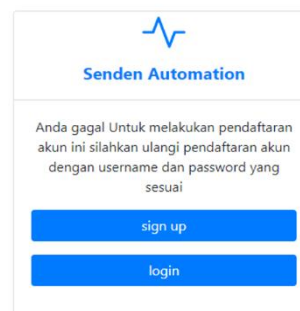 Senden Automation
Anda gagal Untuk melakukan pendaftaran
akun ini silahkan ulangi pendaftaran akun
dengan username dan password yang
sesuai
sign up
login